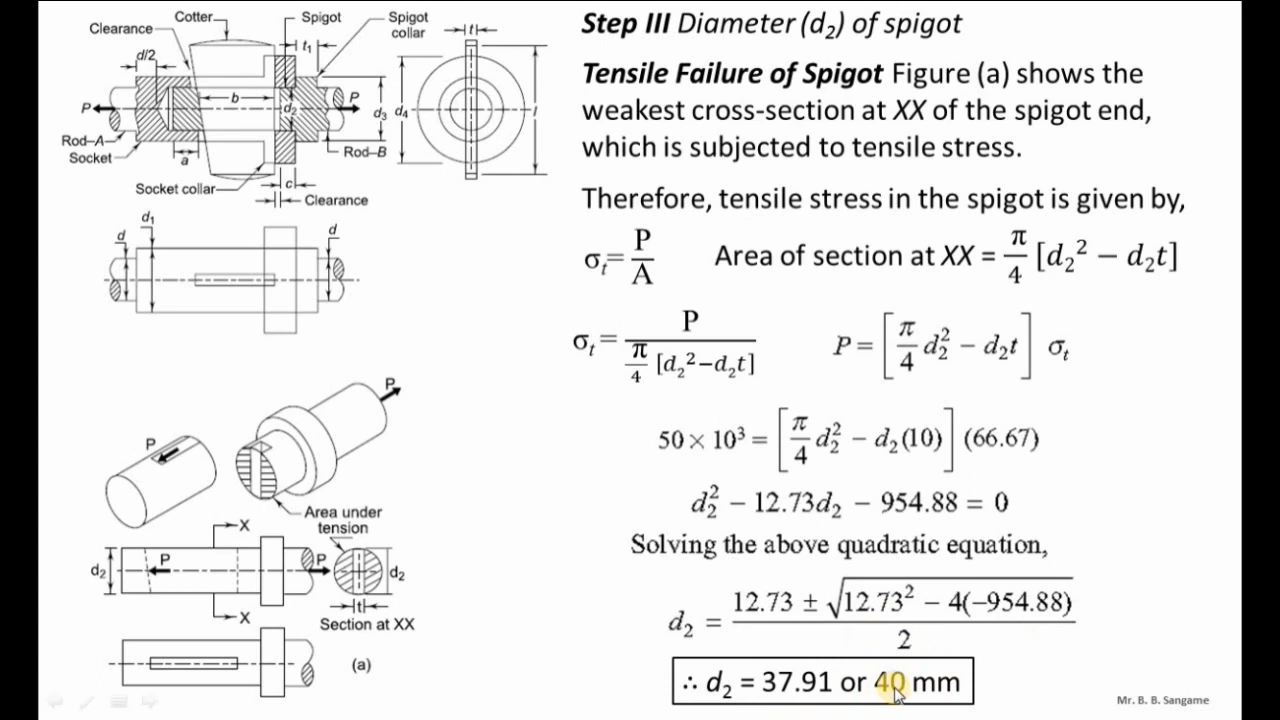 Step III Diameter (d₂) of spigot
Tensile Failure of Spigot Figure (a) shows the
weakest cross-section at XX of the spigot end,
which is subjected to tensile stress.
Therefore, tensile stress in the spigot is given by,
σₜ= P/A Area of section at XX = π/4 [d₂² − d₂t]
σₜ= P / (π/4 [d₂²−d₂t]) P = [π/4 d₂² − d₂t] σₜ
50 × 10³ = [π/4 d₂² − d₂(10)] (66.67)
d₂² − 12.73d₂ − 954.88 = 0
Solving the above quadratic equation,
d₂ = (12.73 ± √(12.73² − 4(−954.88))) / 2
∴ d₂ = 37.91 or 40 mm
Mr. B. B. Sangame
Cotter
Spigot
Spigot
collar
Clearance
d/2
t₁
t
P
b
d₂
P
d₃
d₄
l
Rod–A
Socket
a
Rod–B
Socket collar
c
Clearance
d₁
d
d
P
P
Area under
tension
X
d₂
P
P
d₂
t
X
Section at XX
(a)